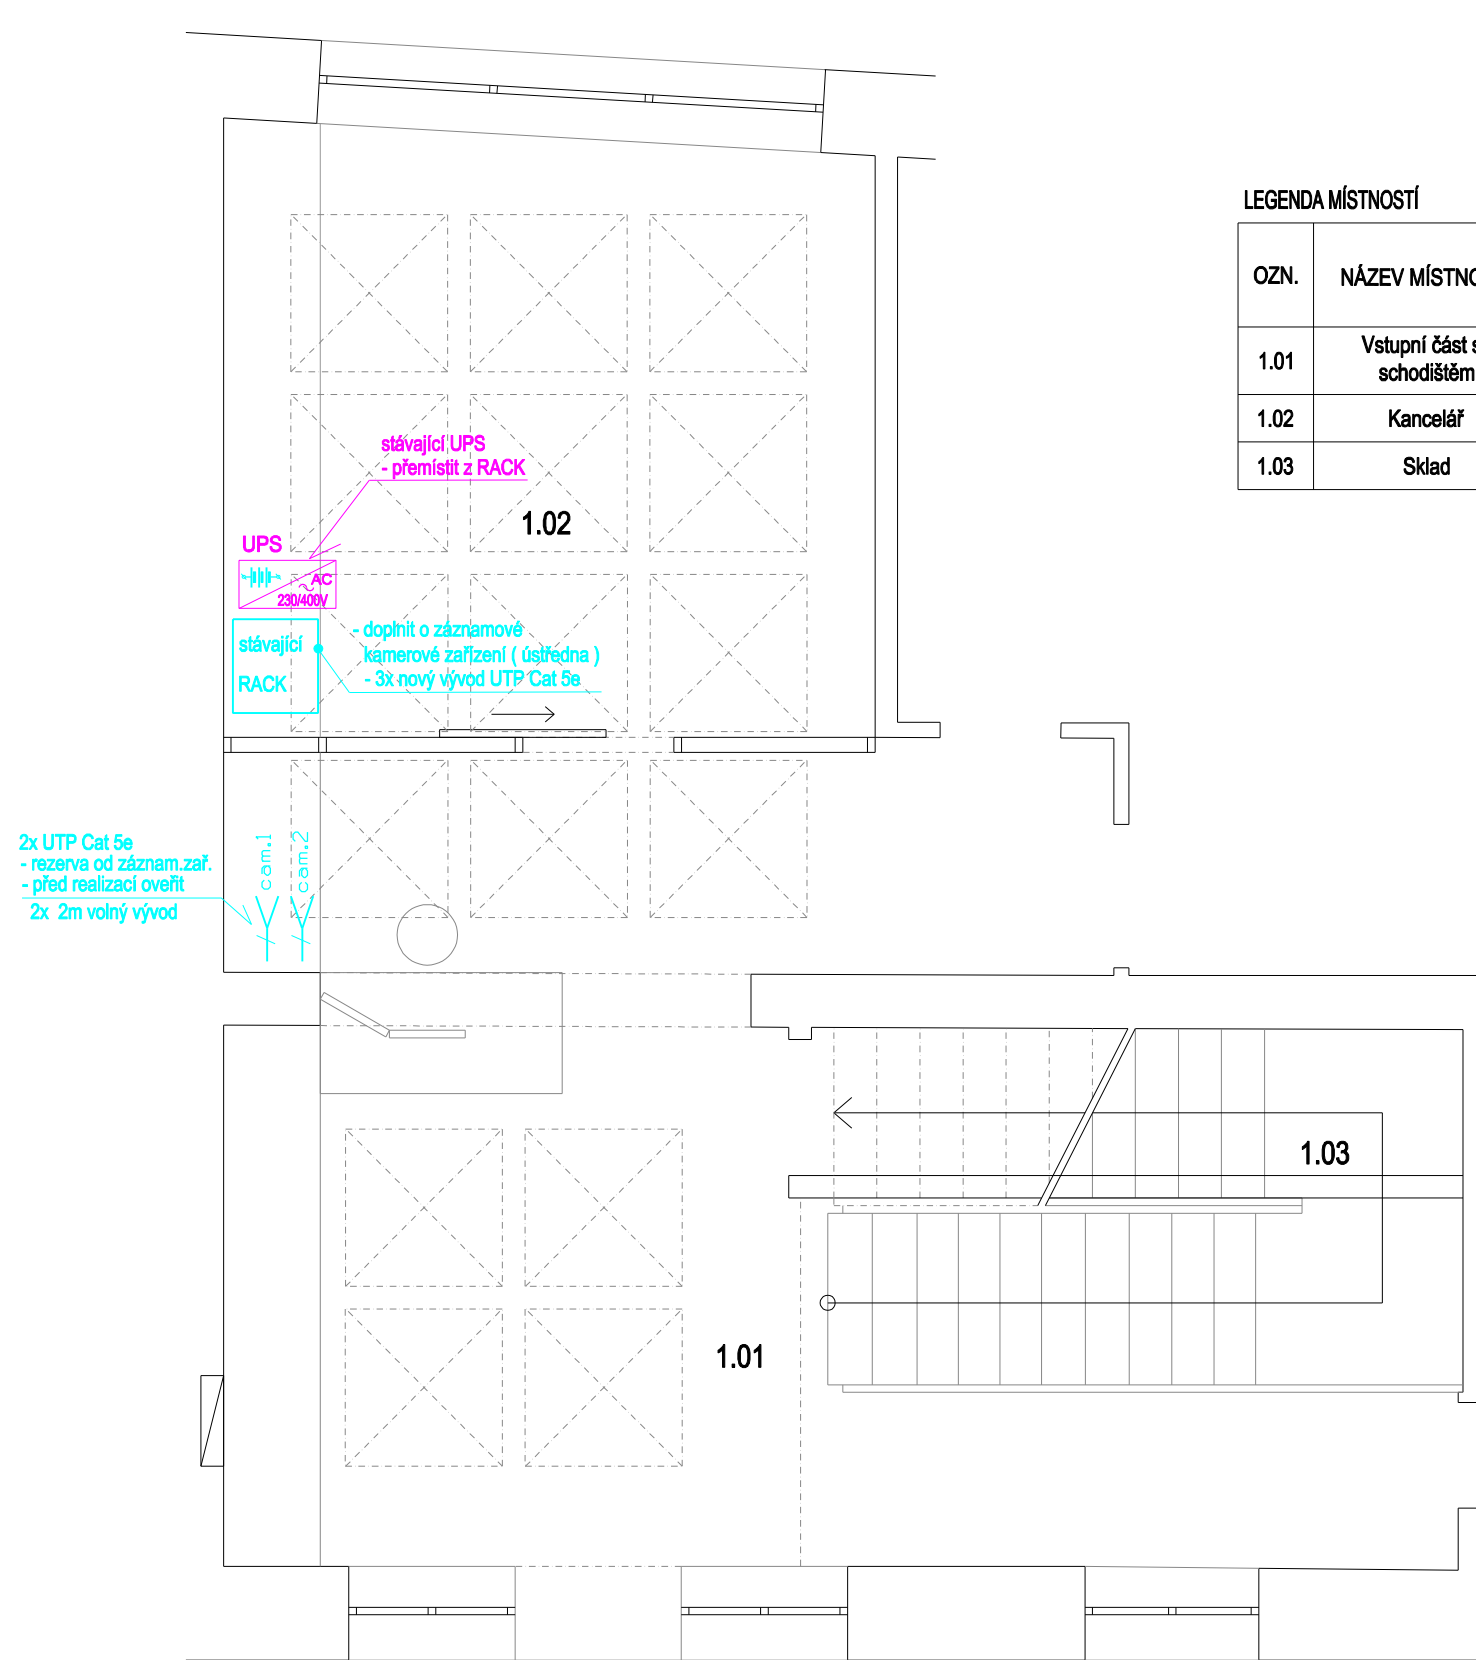 LEGENDA MÍSTNOSTÍ
OZN.
NÁZEV MÍSTNO
1.01
Vstupní část s
schodištěm
1.02
Kancelář
1.03
Sklad
stávající UPS
- přemístit z RACK
1.02
UPS
AC
230/400V
stávající
RACK
- doplnit o záznamové
kamerové zařízení ( ústředna )
- 3x nový vývod UTP Cat 5e
2x UTP Cat 5e
- rezerva od záznam.zař.
- před realizací oveřit
2x 2m volný vývod
cam.1
cam.2
1.03
1.01